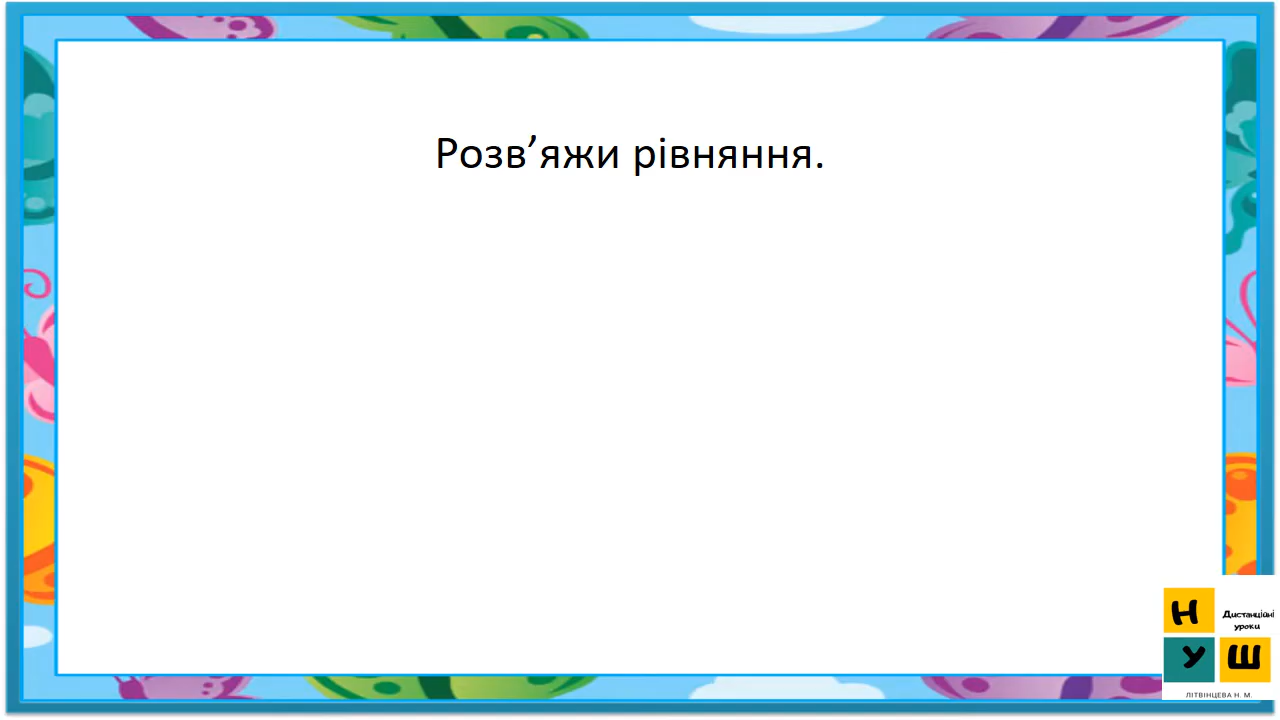 Розв’яжи рівняння.
Н
Дистанційні
уроки
У Ш
ЛІТВІНЦЕВА Н. М.